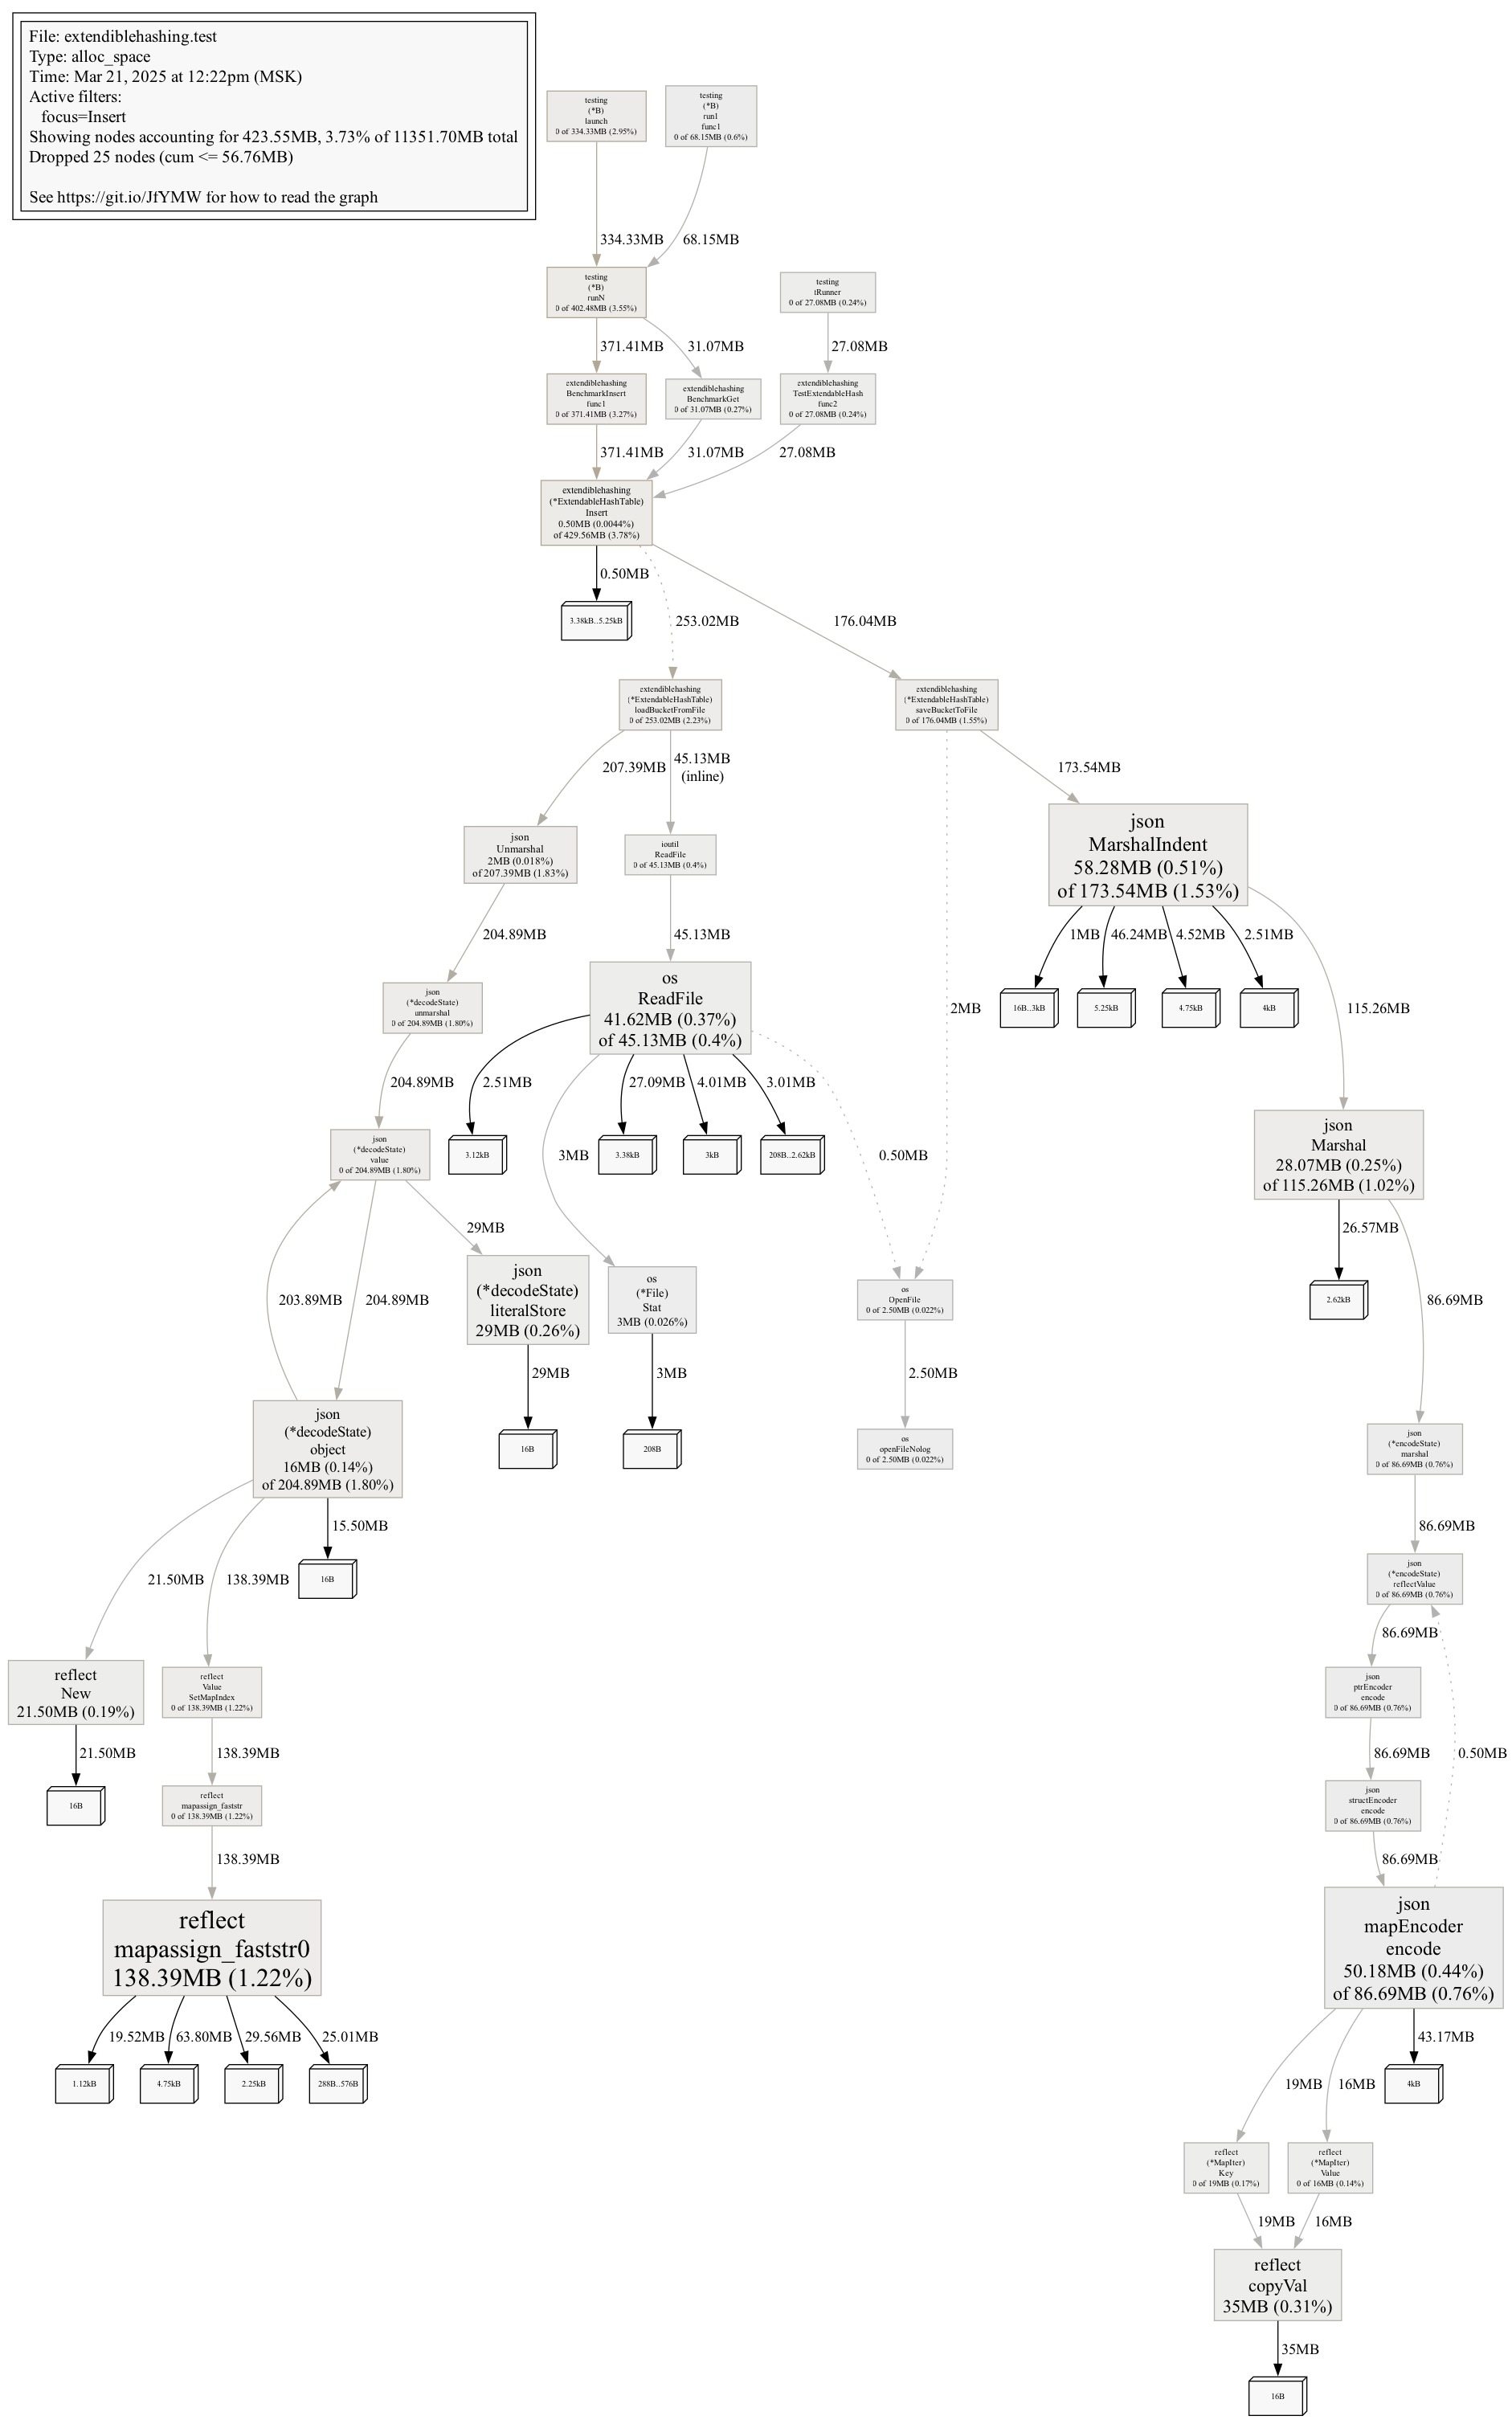 File: extendiblehashing.test
Type: alloc_space
Time: Mar 21, 2025 at 12:22pm (MSK)
Active filters:
focus=Insert
Showing nodes accounting for 423.55MB, 3.73% of 11351.70MB total
Dropped 25 nodes (cum <= 56.76MB)
See https://git.io/JfYMW for how to read the graph
testing
(*B)
launch
0 of 334.33MB (2.95%)
testing
(*B)
run1
func1
0 of 68.15MB (0.6%)
334.33MB
68.15MB
testing
(*B)
runN
0 of 402.48MB (3.55%)
testing
tRunner
0 of 27.08MB (0.24%)
371.41MB
31.07MB
27.08MB
extendiblehashing
BenchmarkInsert
func1
0 of 371.41MB (3.27%)
extendiblehashing
BenchmarkGet
0 of 31.07MB (0.27%)
extendiblehashing
TestExtendableHash
func2
0 of 27.08MB (0.24%)
371.41MB
31.07MB
27.08MB
extendiblehashing
(*ExtendableHashTable)
Insert
0.50MB (0.0044%)
of 429.56MB (3.78%)
0.50MB
253.02MB
176.04MB
3.38kB..5.25kB
extendiblehashing
(*ExtendableHashTable)
loadBucketFromFile
0 of 253.02MB (2.23%)
extendiblehashing
(*ExtendableHashTable)
saveBucketToFile
0 of 176.04MB (1.55%)
207.39MB
45.13MB
(inline)
173.54MB
json
Unmarshal
2MB (0.018%)
of 207.39MB (1.83%)
ioutil
ReadFile
0 of 45.13MB (0.4%)
json
MarshalIndent
58.28MB (0.51%)
of 173.54MB (1.53%)
204.89MB
45.13MB
1MB
46.24MB
4.52MB
2.51MB
json
(*decodeState)
unmarshal
0 of 204.89MB (1.80%)
os
ReadFile
41.62MB (0.37%)
of 45.13MB (0.4%)
2MB
16B..3kB
5.25kB
4.75kB
4kB
115.26MB
204.89MB
2.51MB
3MB
27.09MB
4.01MB
3.01MB
0.50MB
json
(*decodeState)
value
0 of 204.89MB (1.80%)
3.12kB
3.38kB
3kB
208B..2.62kB
json
Marshal
28.07MB (0.25%)
of 115.26MB (1.02%)
203.89MB
204.89MB
29MB
26.57MB
86.69MB
json
(*decodeState)
literalStore
29MB (0.26%)
os
(*File)
Stat
3MB (0.026%)
os
OpenFile
0 of 2.50MB (0.022%)
2.62kB
29MB
3MB
2.50MB
json
(*decodeState)
object
16MB (0.14%)
of 204.89MB (1.80%)
16B
208B
os
openFileNolog
0 of 2.50MB (0.022%)
json
(*encodeState)
marshal
0 of 86.69MB (0.76%)
21.50MB
138.39MB
15.50MB
86.69MB
16B
json
(*encodeState)
reflectValue
0 of 86.69MB (0.76%)
86.69MB
reflect
New
21.50MB (0.19%)
reflect
Value
SetMapIndex
0 of 138.39MB (1.22%)
json
ptrEncoder
encode
0 of 86.69MB (0.76%)
21.50MB
138.39MB
86.69MB
0.50MB
16B
reflect
mapassign_faststr
0 of 138.39MB (1.22%)
json
structEncoder
encode
0 of 86.69MB (0.76%)
138.39MB
86.69MB
reflect
mapassign_faststr0
138.39MB (1.22%)
json
mapEncoder
encode
50.18MB (0.44%)
of 86.69MB (0.76%)
19.52MB
63.80MB
29.56MB
25.01MB
19MB
16MB
43.17MB
1.12kB
4.75kB
2.25kB
288B..576B
4kB
reflect
(*MapIter)
Key
0 of 19MB (0.17%)
reflect
(*MapIter)
Value
0 of 16MB (0.14%)
19MB
16MB
reflect
copyVal
35MB (0.31%)
35MB
16B